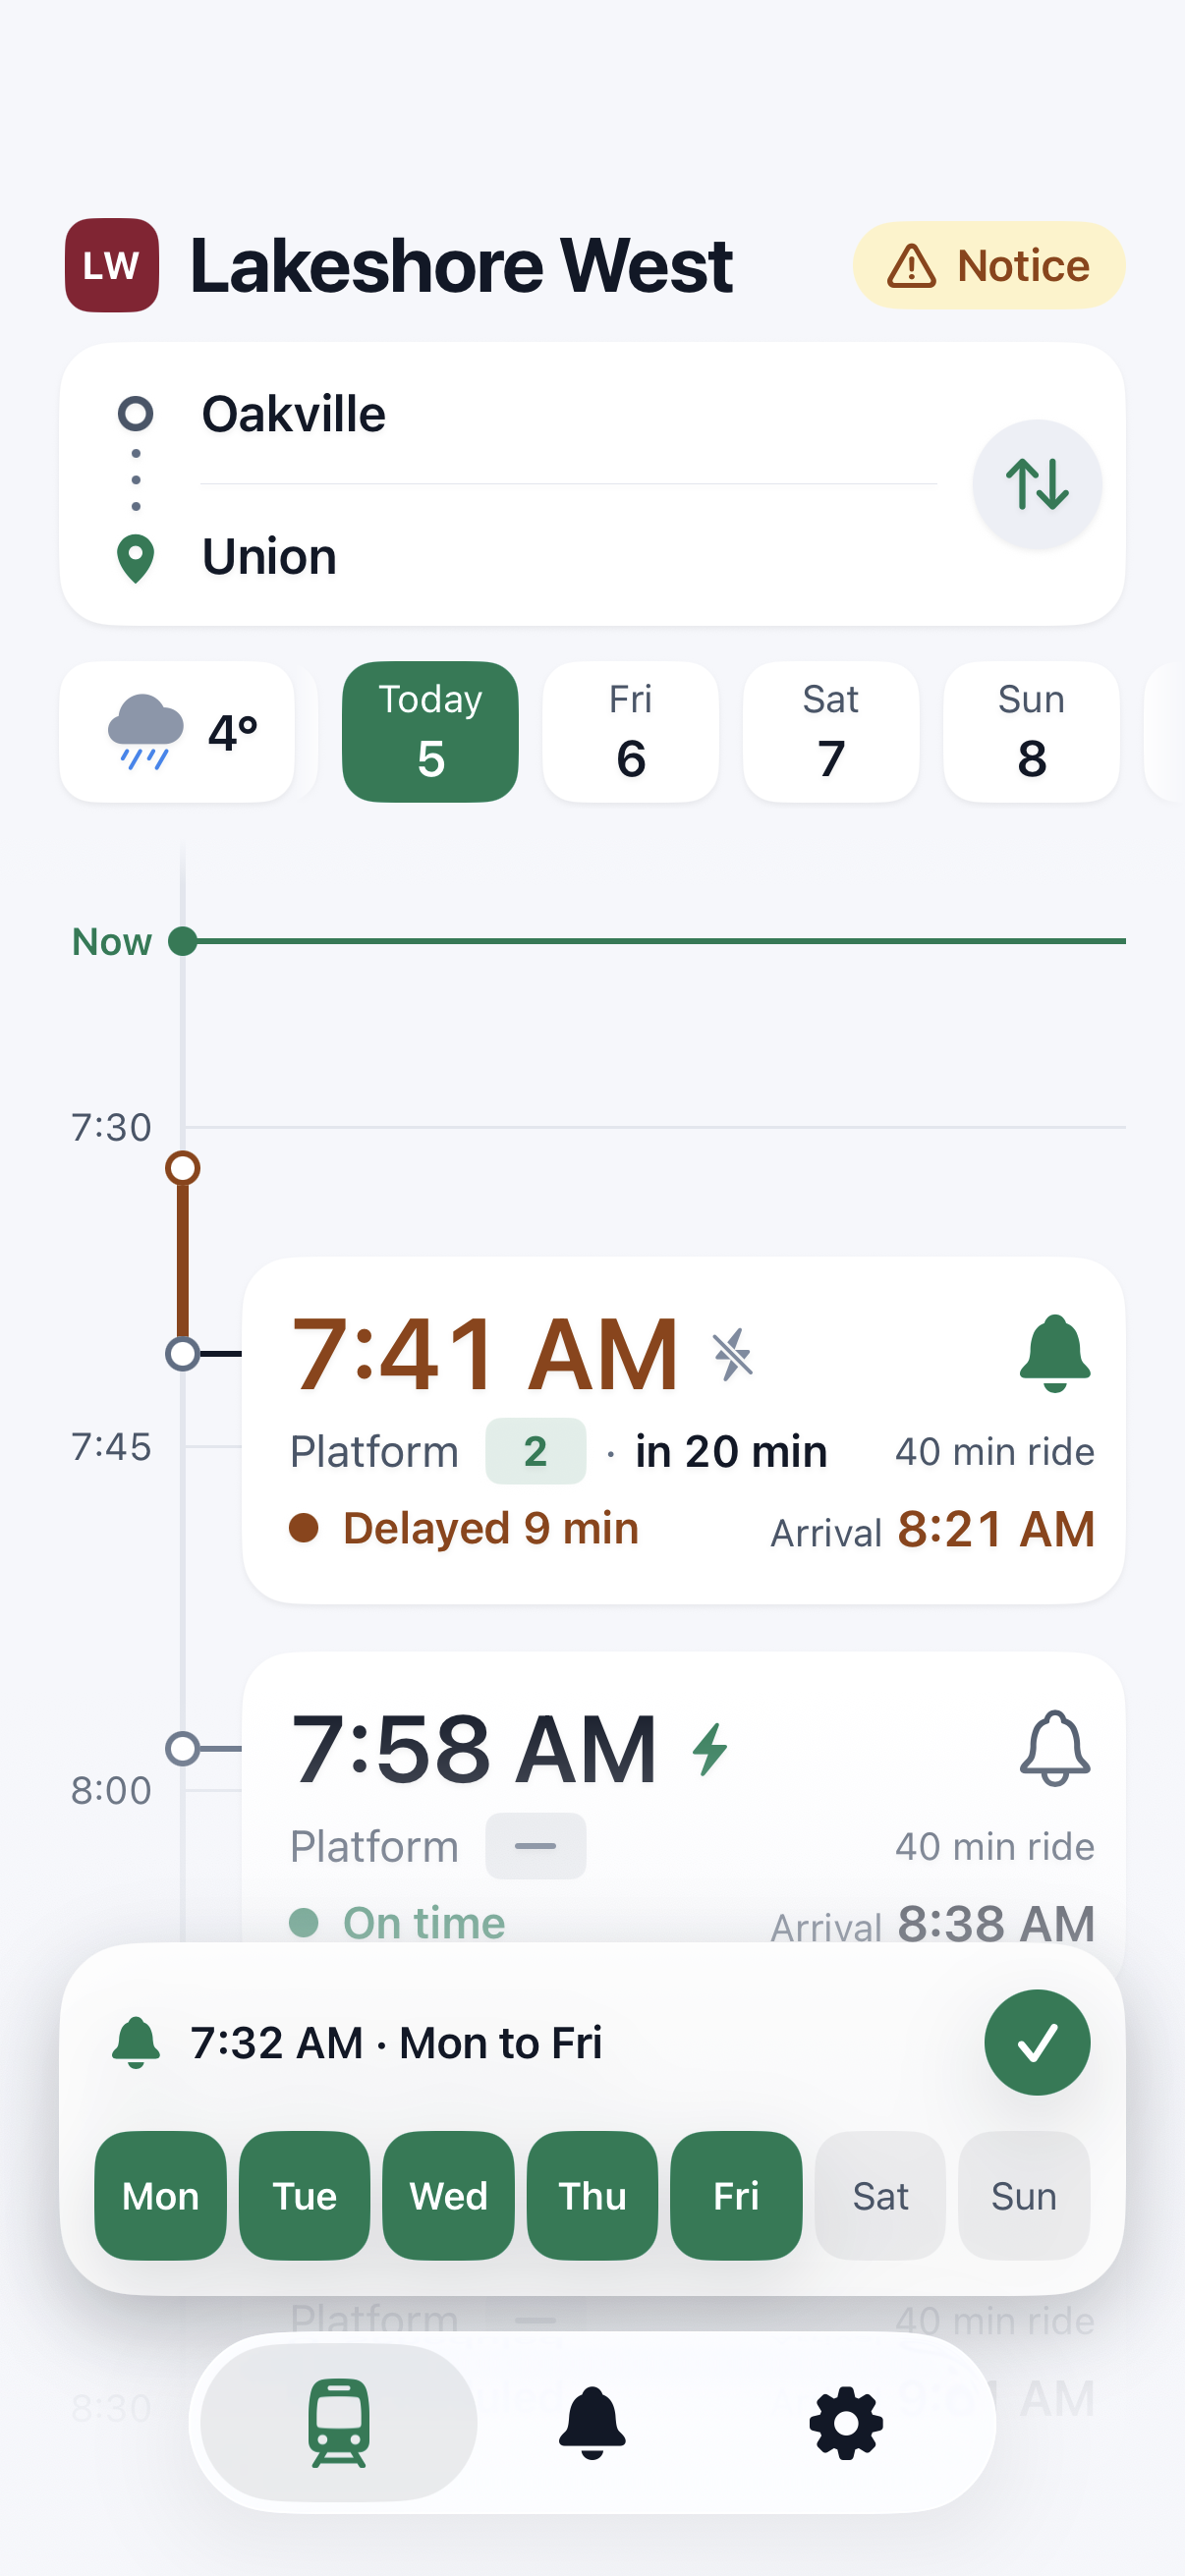 LW Lakeshore West Notice
Oakville
Union
4° Today 5 Fri 6 Sat 7 Sun 8
Now
7:30
7:41 AM
7:45 Platform 2 · in 20 min 40 min ride
Delayed 9 min Arrival 8:21 AM
7:58 AM
8:00
Platform — 40 min ride
On time Arrival 8:38 AM
7:32 AM · Mon to Fri
Mon Tue Wed Thu Fri Sat Sun
Platform — 40 min ride
8:30 AM